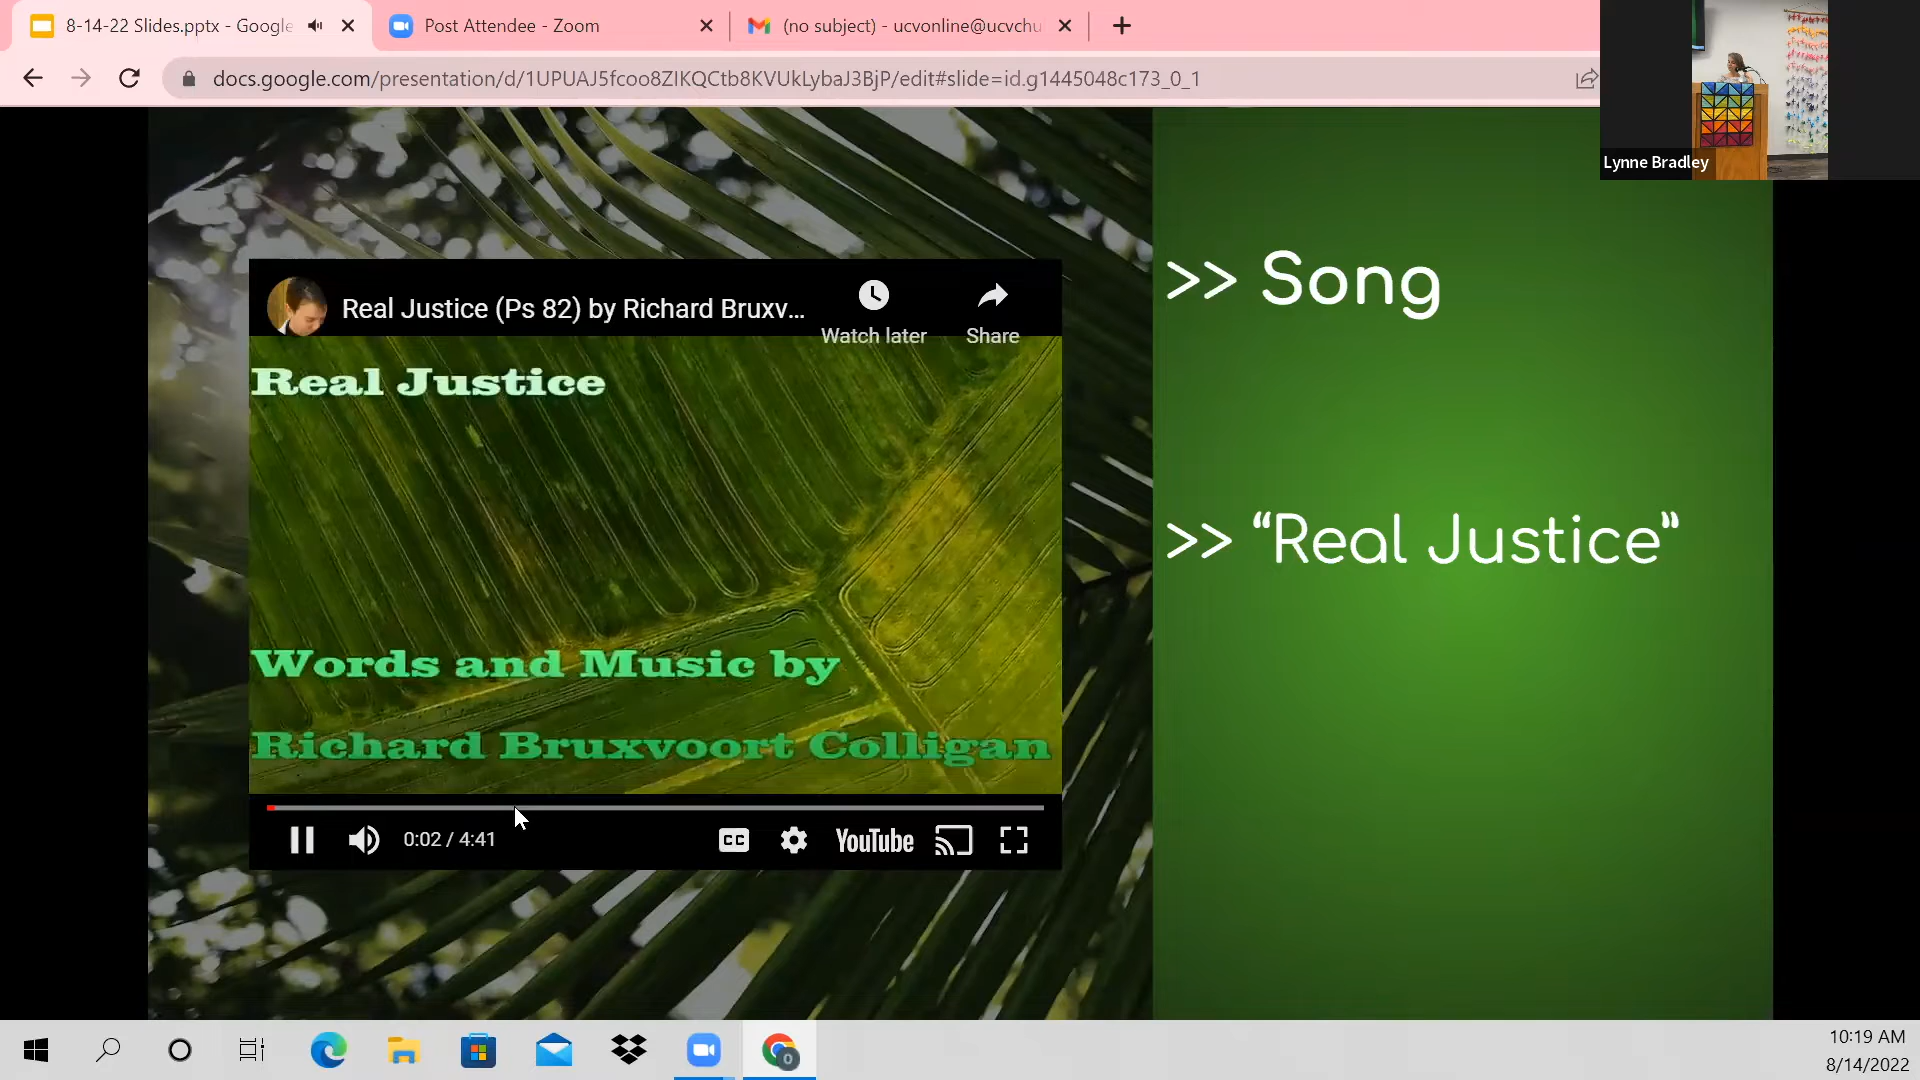 8-14-22 Slides.pptx - Google
Post Attendee - Zoom
(no subject) - ucvonline@ucvchu
docs.google.com/presentation/d/1UPUAJ5fcoo8ZIKQCtb8KVUkLybaJ3BjP/edit#slide=id.g1445048c173_0_1
Lynne Bradley
Real Justice (Ps 82) by Richard Bruxv...
Watch later
Share
Real Justice
Words and Music by
Richard Bruxvoort Colligan
0:02 / 4:41
CC
YouTube
>> Song
>> “Real Justice”
0
10:19 AM
8/14/2022